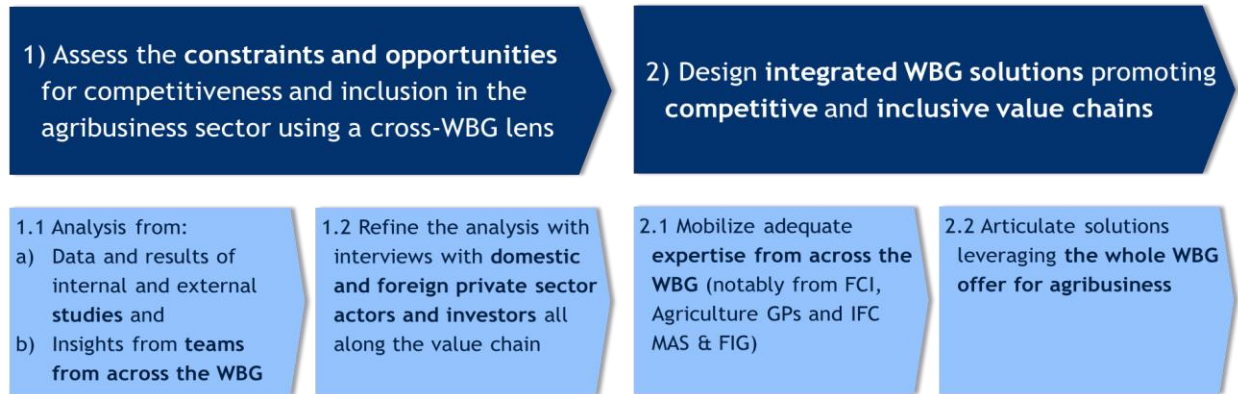 1) Assess the constraints and opportunities
for competitiveness and inclusion in the
agribusiness sector using a cross-WBG lens
2) Design integrated WBG solutions promoting
competitive and inclusive value chains
1.1 Analysis from:
a) Data and results of
internal and external
studies and
b) Insights from teams
from across the WBG
1.2 Refine the analysis with
interviews with domestic
and foreign private sector
actors and investors all
along the value chain
2.1 Mobilize adequate
expertise from across the
WBG (notably from FCI,
Agriculture GPs and IFC
MAS & FIG)
2.2 Articulate solutions
leveraging the whole WBG
offer for agribusiness